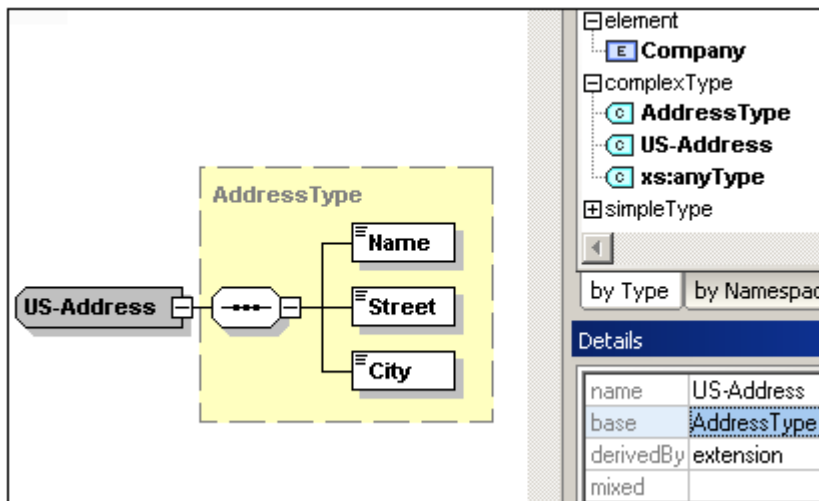 AddressType
Name
US-Address
Street
City
element
E Company
complexType
C AddressType
C US-Address
C xs:anyType
simpleType
by Type by Namespac
Details
name US-Address
base AddressType
derivedBy extension
mixed